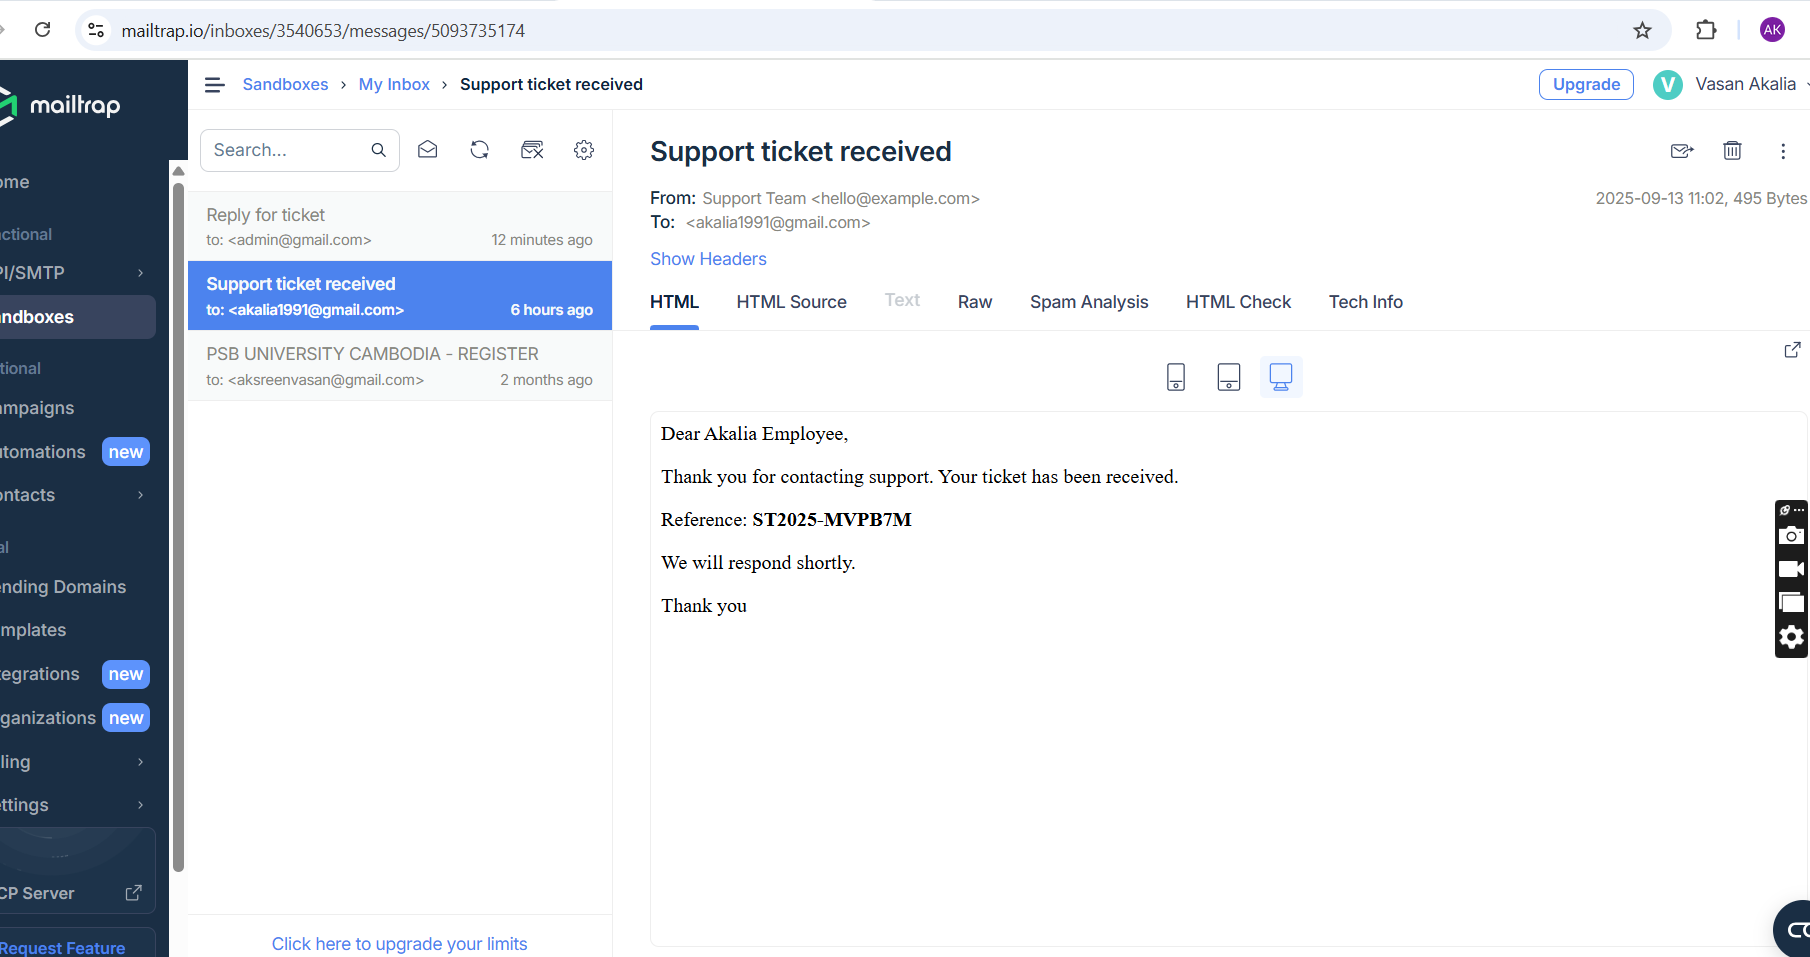 mailtrap.io/inboxes/3540653/messages/5093735174
AK
mailtrap
Sandboxes › My Inbox › Support ticket received
Upgrade
V
Vasan Akalia
ome
ctional
PI/SMTP
ndboxes
tional
mpaigns
utomations new
ontacts
al
ending Domains
mplates
tegrations new
ganizations new
ling
ttings
CP Server
Request Feature
Search...
Reply for ticket
to: <admin@gmail.com> 12 minutes ago
Support ticket received
to: <akalia1991@gmail.com> 6 hours ago
PSB UNIVERSITY CAMBODIA - REGISTER
to: <aksreenvasan@gmail.com> 2 months ago
Click here to upgrade your limits
Support ticket received
From: Support Team <hello@example.com>
2025-09-13 11:02, 495 Bytes
To: <akalia1991@gmail.com>
Show Headers
HTML HTML Source Text Raw Spam Analysis HTML Check Tech Info
Dear Akalia Employee,
Thank you for contacting support. Your ticket has been received.
Reference: ST2025-MVPB7M
We will respond shortly.
Thank you